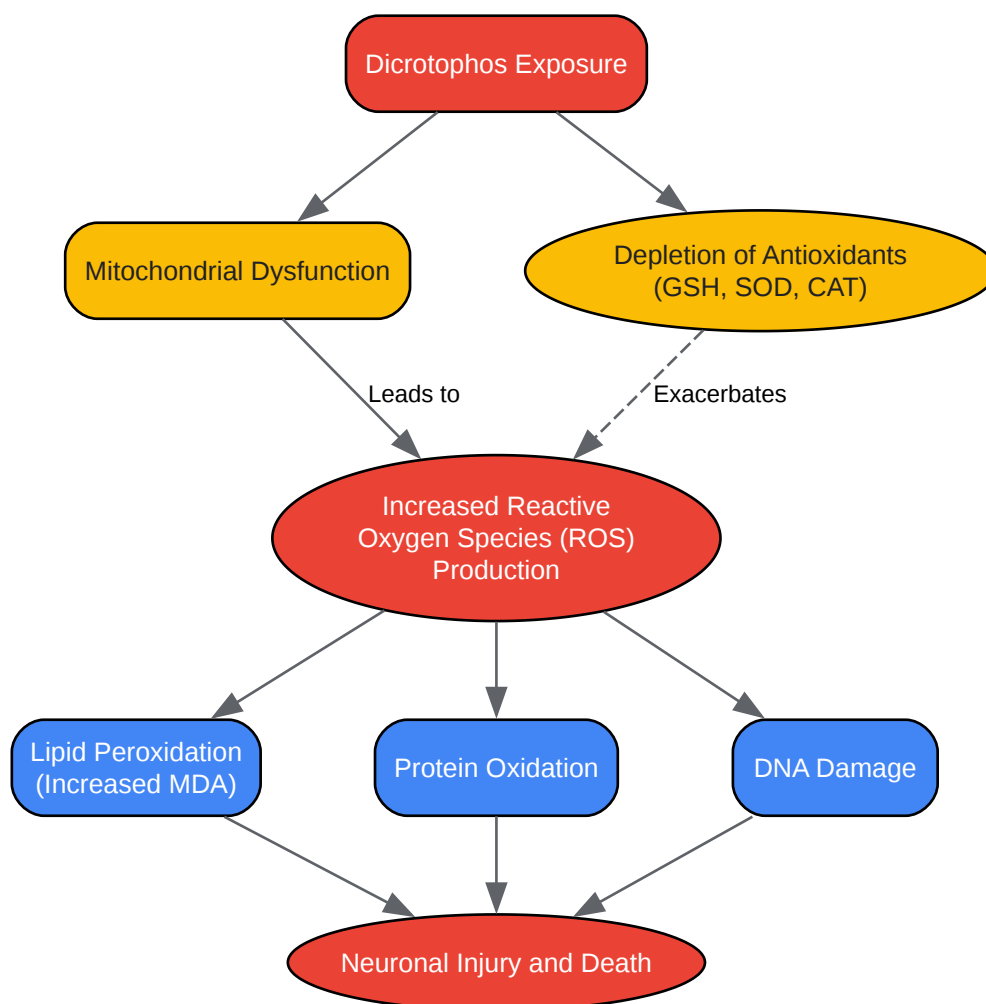 Dicrotophos Exposure
Mitochondrial Dysfunction
Depletion of Antioxidants
(GSH, SOD, CAT)
Leads to
Exacerbates
Increased Reactive
Oxygen Species (ROS)
Production
Lipid Peroxidation
(Increased MDA)
Protein Oxidation
DNA Damage
Neuronal Injury and Death